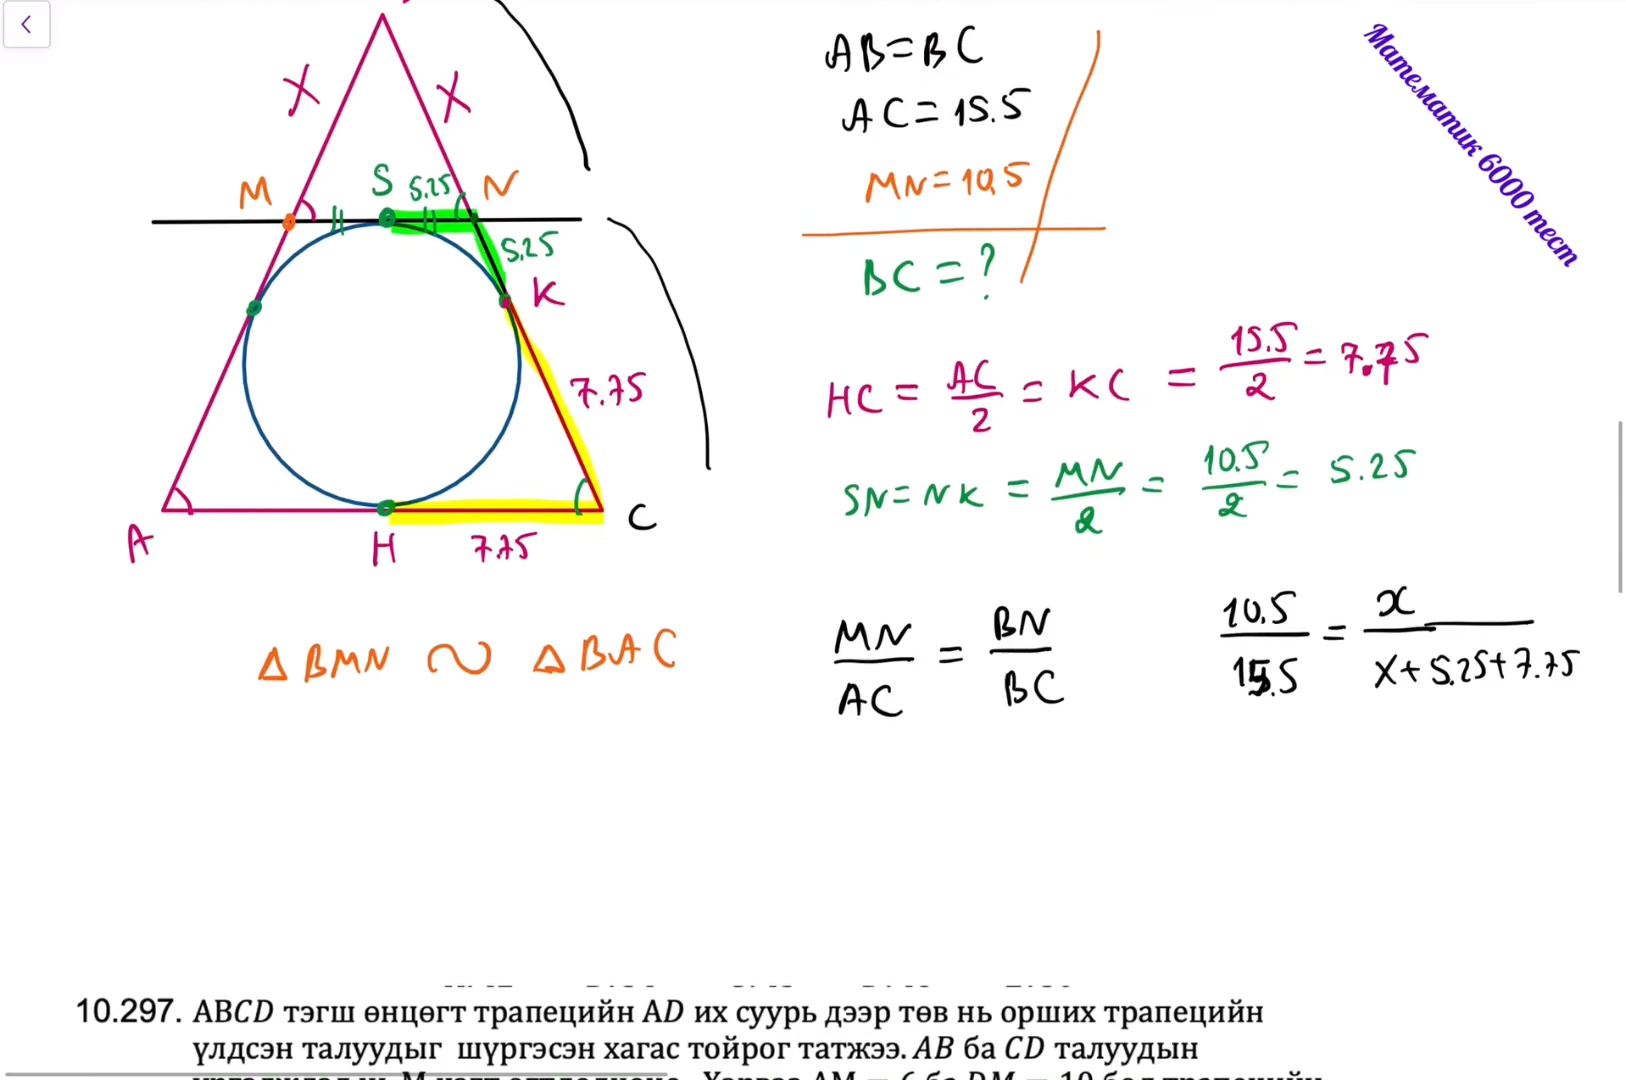 X
X
M
S
5.25
N
5.25
K
7.75
A
H
7.75
C
AB=BC
AC=15.5
MN=10,5
BC=?
HC = AC/2 = KC = 15.5/2 = 7.75
SN=NK = MN/2 = 10.5/2 = 5.25
∆ BMN ~ ∆ BAC
MN/AC = BN/BC
10.5/15.5 = x/x+5.25+7.75
Математик 6000 тест
10.297. ABCD тэгш өнцөгт трапецийн AD их суурь дээр төв нь орших трапецийн
үлдсэн талуудыг шүргэсэн хагас тойрог татжээ. AB ба CD талуудын